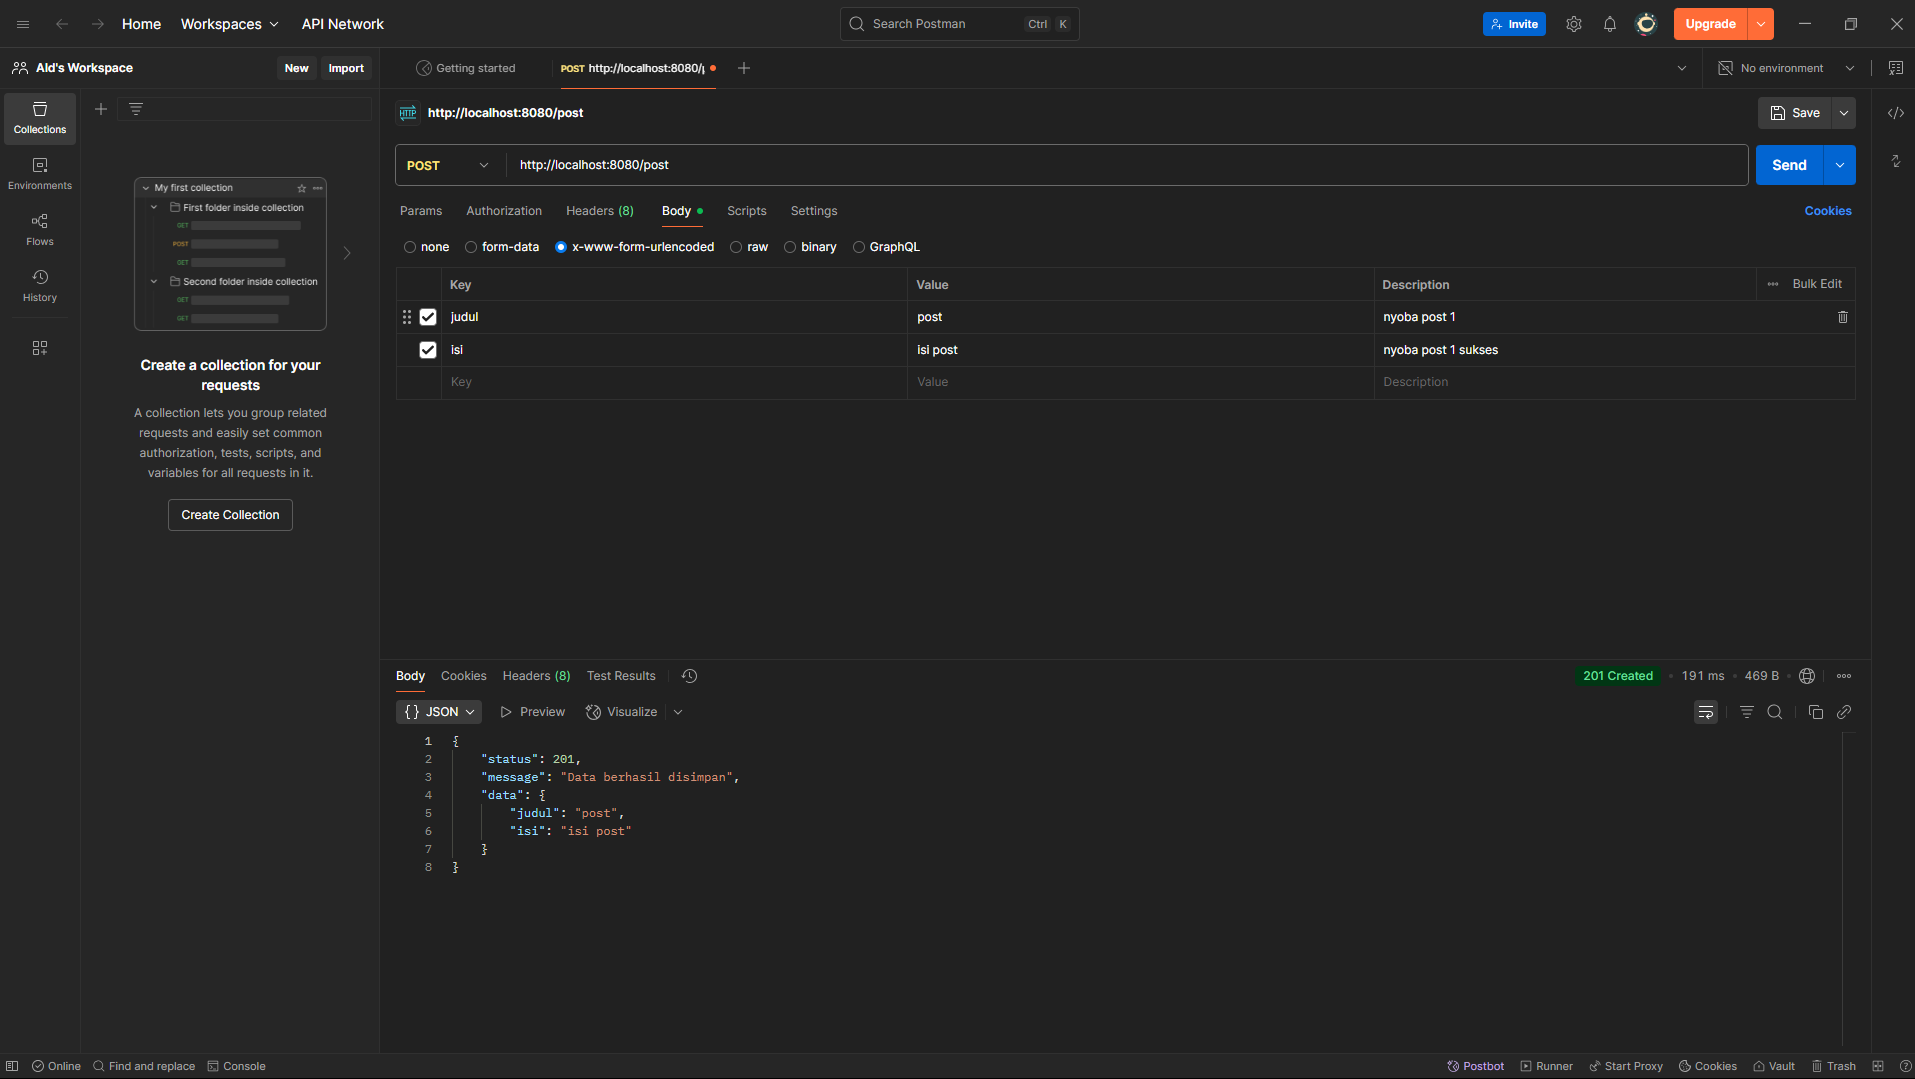 Home Workspaces API Network Search Postman Ctrl K Invite Upgrade
Ald's Workspace New Import Getting started POST http://localhost:8080/ No environment
Collections
Environments
Flows
History
My first collection
First folder inside collection
GET
POST
GET
Second folder inside collection
GET
GET
Create a collection for your
requests
A collection lets you group related
requests and easily set common
authorization, tests, scripts, and
variables for all requests in it.
Create Collection
HTTP http://localhost:8080/post Save
POST http://localhost:8080/post Send
Params Authorization Headers (8) Body Scripts Settings Cookies
none form-data x-www-form-urlencoded raw binary GraphQL
Key Value Description Bulk Edit
judul post nyoba post 1
isi isi post nyoba post 1 sukses
Key Value Description
Body Cookies Headers (8) Test Results 201 Created 191 ms 469 B
{} JSON Preview Visualize
1 {
2 "status": 201,
3 "message": "Data berhasil disimpan",
4 "data": {
5 "judul": "post",
6 "isi": "isi post"
7 }
8 }
Online Find and replace Console Postbot Runner Start Proxy Cookies Vault Trash